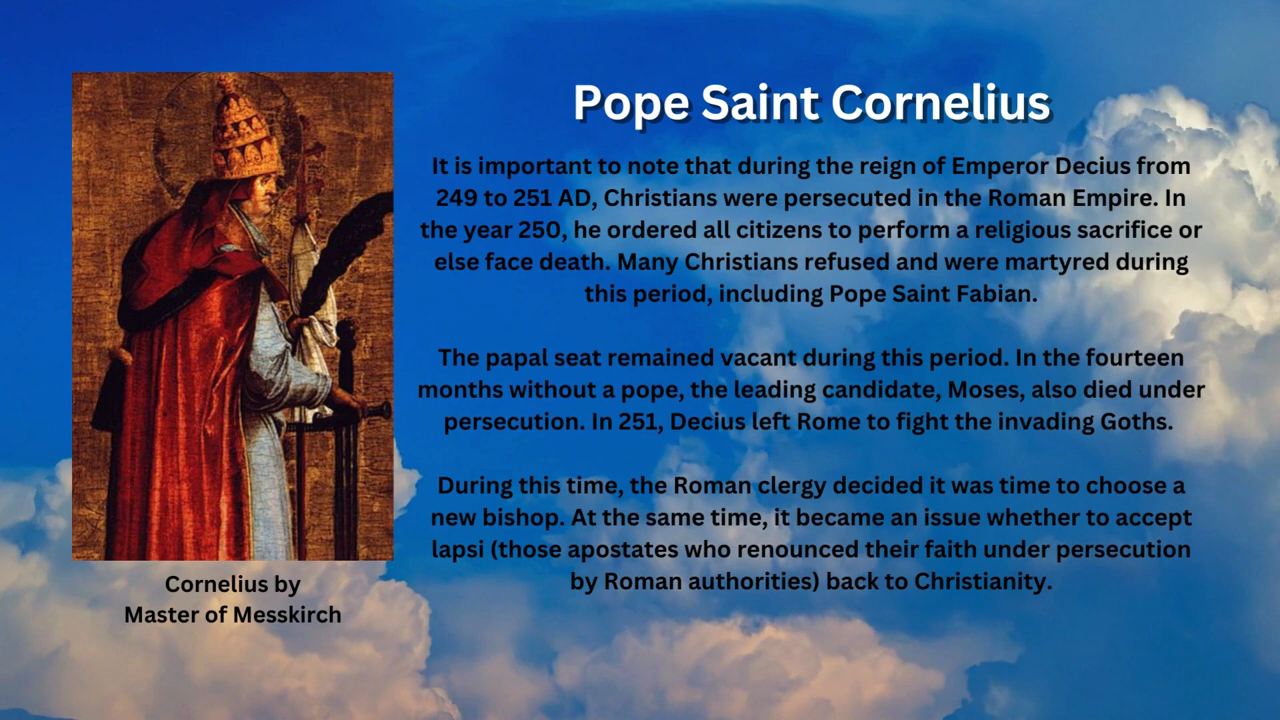 Pope Saint Cornelius
It is important to note that during the reign of Emperor Decius from
249 to 251 AD, Christians were persecuted in the Roman Empire. In
the year 250, he ordered all citizens to perform a religious sacrifice or
else face death. Many Christians refused and were martyred during
this period, including Pope Saint Fabian.
The papal seat remained vacant during this period. In the fourteen
months without a pope, the leading candidate, Moses, also died under
persecution. In 251, Decius left Rome to fight the invading Goths.
During this time, the Roman clergy decided it was time to choose a
new bishop. At the same time, it became an issue whether to accept
lapsi (those apostates who renounced their faith under persecution
by Roman authorities) back to Christianity.
Cornelius by
Master of Messkirch